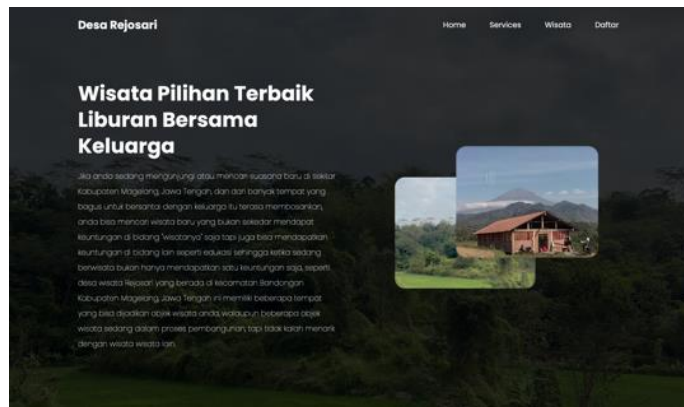 Desa Rejosari
Home Services Wisata Daftar
Wisata Pilihan Terbaik
Liburan Bersama
Keluarga
Jika anda sedang mengunjungi atau mencari suasana baru di sekitar
Kabupaten Magelang, Jawa Tengah, dan dari banyak tempat yang
bagus untuk bersantai dengan keluarga itu terasa membosankan,
anda bisa mencari wisata baru yang bukan sekedar mendapat
keuntungan di bidang "wisatanya" saja tapi juga bisa mendapatkan
keuntungan di bidang lain seperti edukasi sehingga ketika sedang
berwisata bukan hanya mendapatkan satu keuntungan saja, seperti
desa wisata Rejosari yang berada di kecamatan Bandongan
Kabupaten Magelang, Jawa Tengah ini memiliki beberapa tempat
yang bisa dijadikan objek wisata anda, walaupun beberapa objek
wisata sedang dalam proses pembangunan, tapi tidak kalah menarik
dengan wisata wisata lain.